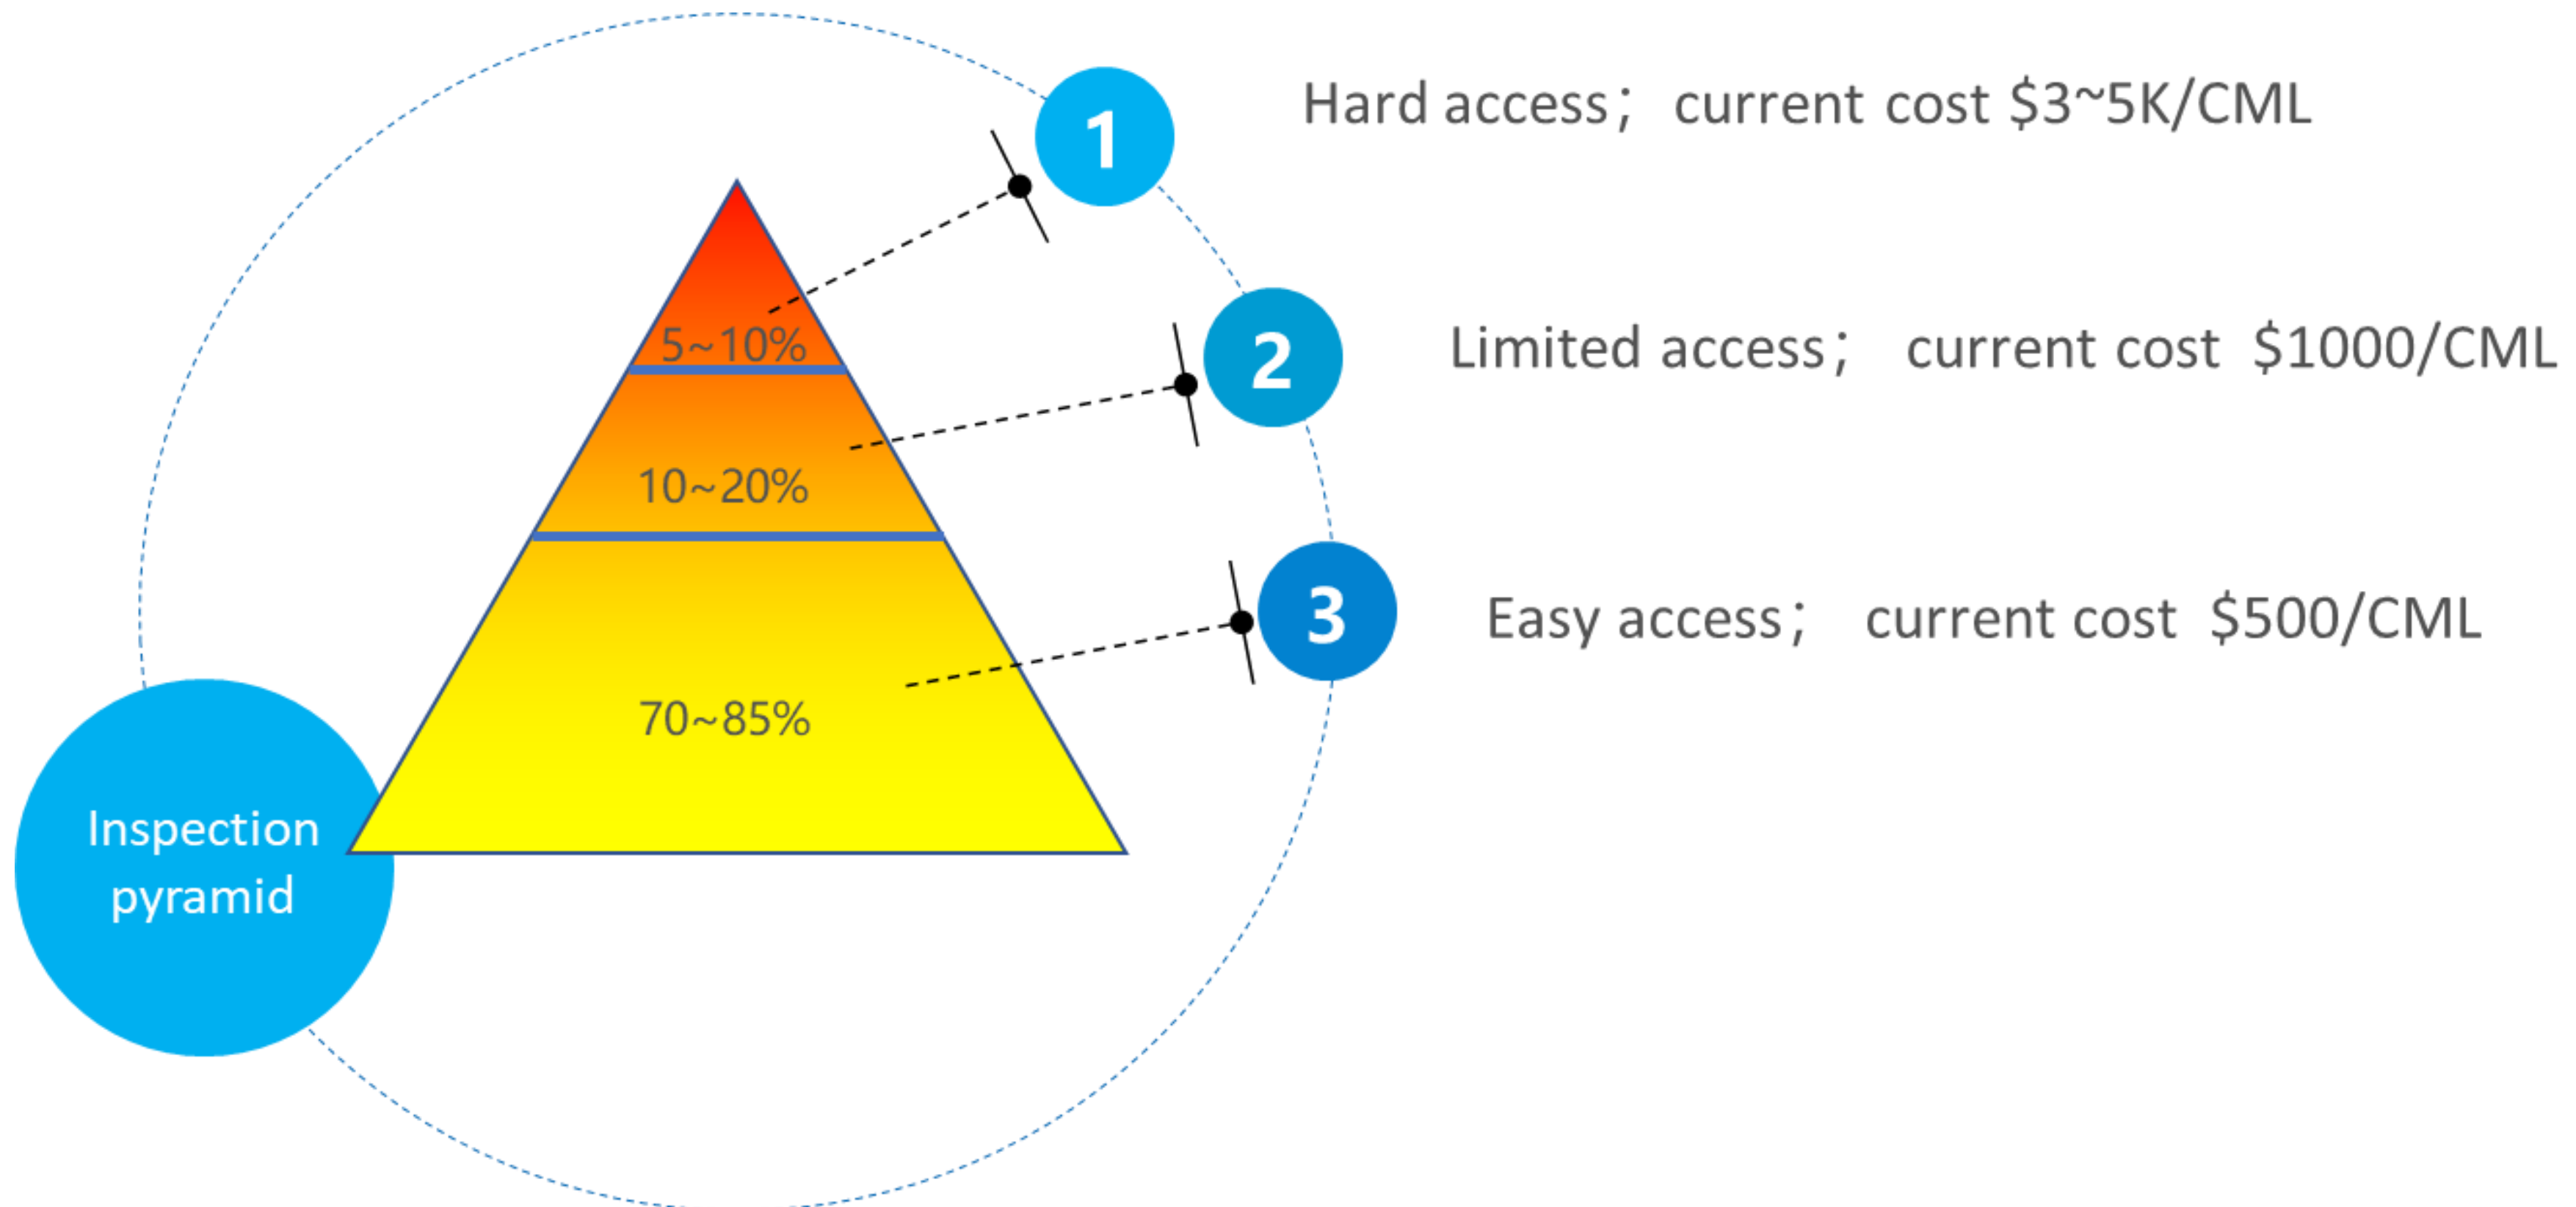 1
Hard access； current cost $3~5K/CML
5~10%
2
Limited access； current cost $1000/CML
10~20%
3
Easy access； current cost $500/CML
70~85%
Inspection
pyramid